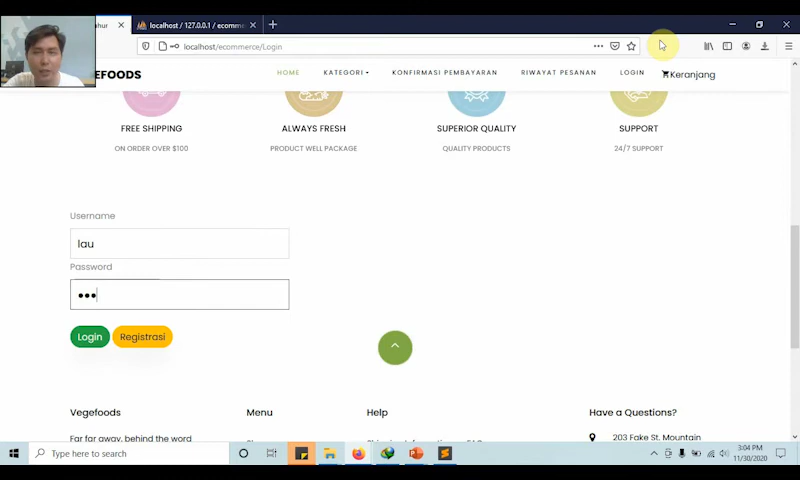 ahur
localhost / 127.0.0.1 / ecomme
localhost/ecommerce/Login
VEGEFOODS
HOME
KATEGORI
KONFIRMASI PEMBAYARAN
RIWAYAT PESANAN
LOGIN
Keranjang
FREE SHIPPING
ALWAYS FRESH
SUPERIOR QUALITY
SUPPORT
ON ORDER OVER $100
PRODUCT WELL PACKAGE
QUALITY PRODUCTS
24/7 SUPPORT
Username
lau
Password
Login
Registrasi
Vegefoods
Menu
Help
Have a Questions?
Far far away, behind the word
203 Fake St. Mountain
Type here to search
3:04 PM
11/30/2020